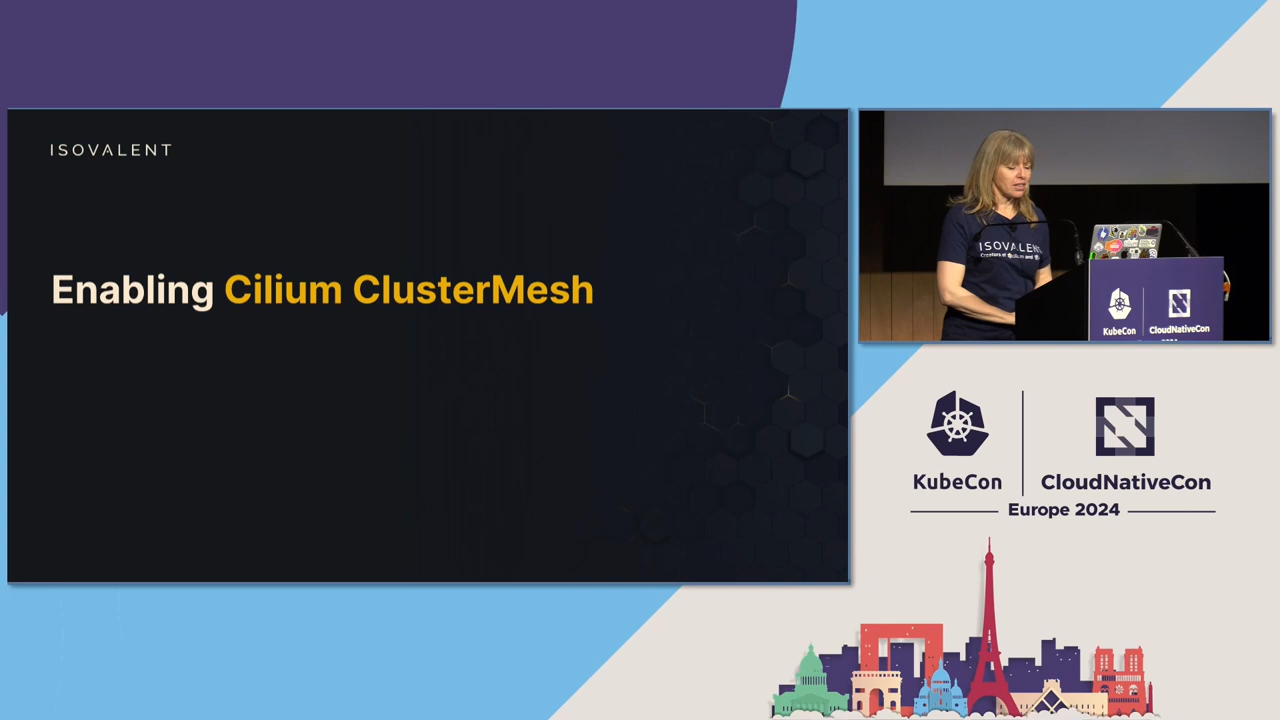 ISOVALENT
Enabling Cilium ClusterMesh
ISOVALENT
KubeCon
CloudNativeCon
KubeCon
CloudNativeCon
Europe 2024